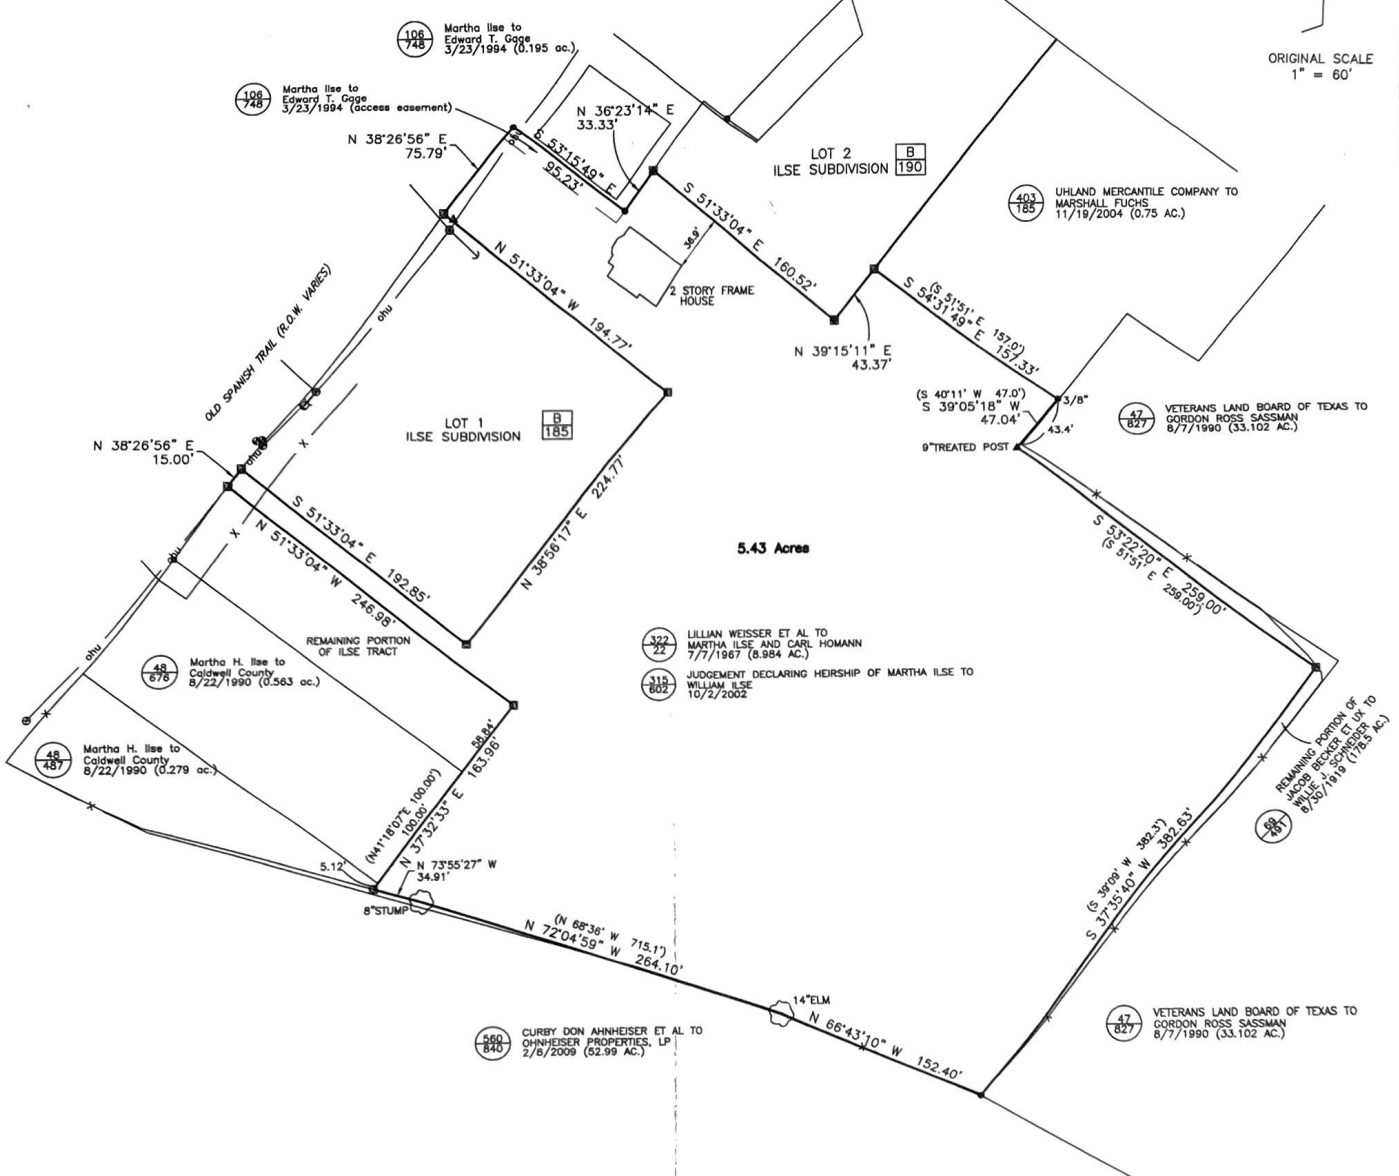 106
748
Martha Ilse to
Edward T. Gage
3/23/1994 (0.195 ac.)
ORIGINAL SCALE
1" = 60'
106
748
Martha Ilse to
Edward T. Gage
3/23/1994 (access easement)
N 36°23'14" E
33.33'
N 38°26'56" E
75.79'
S 53°15'49" E
95.23'
LOT 2
ILSE SUBDIVISION
B
190
403
185
UHLAND MERCANTILE COMPANY TO
MARSHALL FUCHS
11/19/2004 (0.75 AC.)
S 51°33'04" E 160.52'
36.9'
2 STORY FRAME
HOUSE
N 51°33'04" W 194.77'
(S 51°51' E 157.0')
S 54°31'49" E 157.33'
N 39°15'11" E
43.37'
OLD SPANISH TRAIL (R.O.W. VARIES)
ohu
(S 40°11' W 47.0')
S 39°05'18" W
47.04'
3/8"
43.4'
9"TREATED POST
47
827
VETERANS LAND BOARD OF TEXAS TO
GORDON ROSS SASSMAN
8/7/1990 (33.102 AC.)
LOT 1
ILSE SUBDIVISION
B
185
N 38°26'56" E
15.00'
ohu
X
X
S 51°33'04" E 192.85'
N 51°33'04" W 246.98'
N 38°56'17" E 224.77'
5.43 Acres
S 53°22'20" E 259.00'
(S 51°51' E 259.00')
ohu
ohu
REMAINING PORTION
OF ILSE TRACT
322
22
LILLIAN WEISSER ET AL TO
MARTHA ILSE AND CARL HOMANN
7/7/1967 (8.984 AC.)
315
602
JUDGEMENT DECLARING HEIRSHIP OF MARTHA ILSE TO
WILLIAM ILSE
10/2/2002
48
676
Martha H. Ilse to
Caldwell County
8/22/1990 (0.563 ac.)
48
487
Martha H. Ilse to
Caldwell County
8/22/1990 (0.279 ac.)
58.84'
(N41°18'07"E 100.00')
100.00'
N 37°32'33" E 163.96'
REMAINING PORTION OF
JACOB BECKER ET UX TO
WILLIE J. SCHNEIDER
8/30/1919 (178.5 AC.)
69
491
(S 39°09' W 382.3')
S 37°35'40" W 382.63'
5.12'
N 73°55'27" W
34.91'
8"STUMP
(N 68°36' W 715.1')
N 72°04'59" W 264.10'
14"ELM
N 66°43'10" W 152.40'
560
840
CURBY DON AHNHEISER ET AL TO
OHNHEISER PROPERTIES, LP
2/8/2009 (52.99 AC.)
47
827
VETERANS LAND BOARD OF TEXAS TO
GORDON ROSS SASSMAN
8/7/1990 (33.102 AC.)